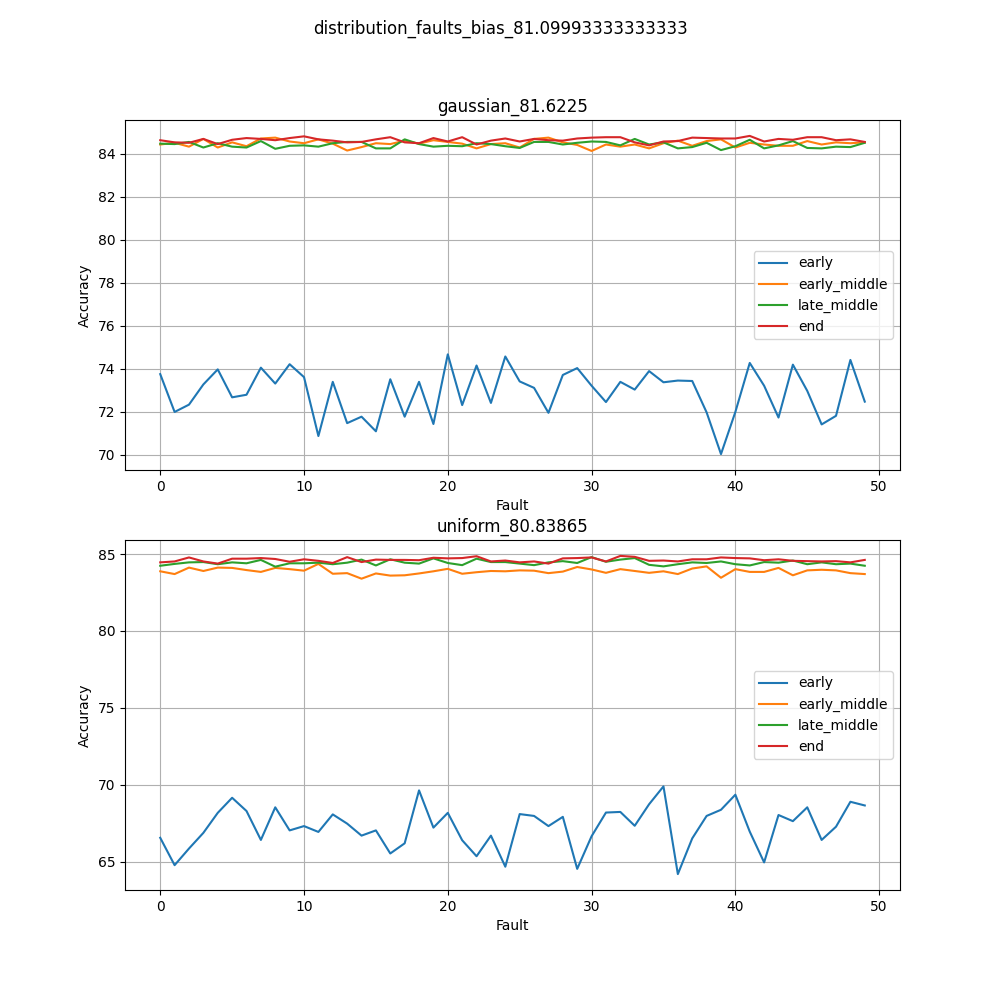 distribution_faults_bias_81.09993333333333
gaussian_81.6225
84
82
80
78
76
74
72
70
Accuracy
early
early_middle
late_middle
end
0 10 20 30 40 50
Fault
uniform_80.83865
85
80
75
70
65
Accuracy
early
early_middle
late_middle
end
0 10 20 30 40 50
Fault